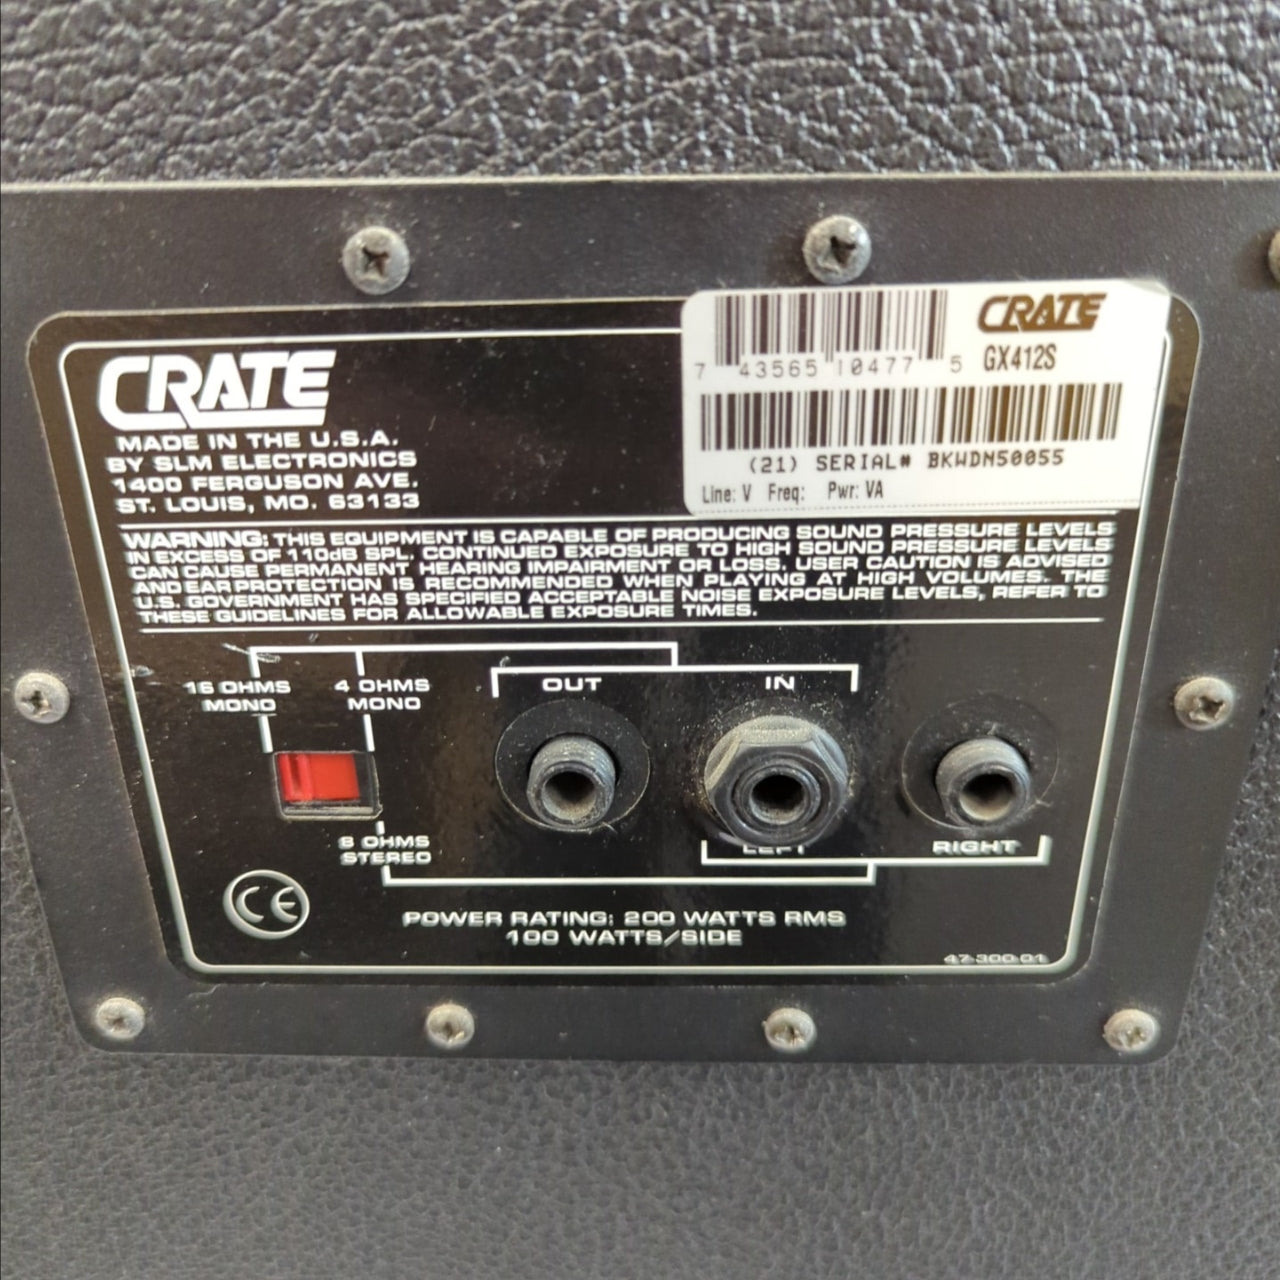 CRATE
GX412S
7 43565 10477 5
(21) SERIAL# BKWDN50055
Line: V Freq: Pwr: VA
CRATE
MADE IN THE U.S.A.
BY SLM ELECTRONICS
1400 FERGUSON AVE.
ST. LOUIS, MO. 63133
WARNING: THIS EQUIPMENT IS CAPABLE OF PRODUCING SOUND PRESSURE LEVELS
IN EXCESS OF 110dB SPL. CONTINUED EXPOSURE TO HIGH SOUND PRESSURE LEVELS
CAN CAUSE PERMANENT HEARING IMPAIRMENT OR LOSS. USER CAUTION IS ADVISED
AND EAR PROTECTION IS RECOMMENDED WHEN PLAYING AT HIGH VOLUMES. THE
U.S. GOVERNMENT HAS SPECIFIED ACCEPTABLE NOISE EXPOSURE LEVELS, REFER TO
THESE GUIDELINES FOR ALLOWABLE EXPOSURE TIMES.
16 OHMS
MONO
4 OHMS
MONO
OUT
IN
8 OHMS
STEREO
LEFT
RIGHT
CE
POWER RATING: 200 WATTS RMS
100 WATTS/SIDE
47-300-01